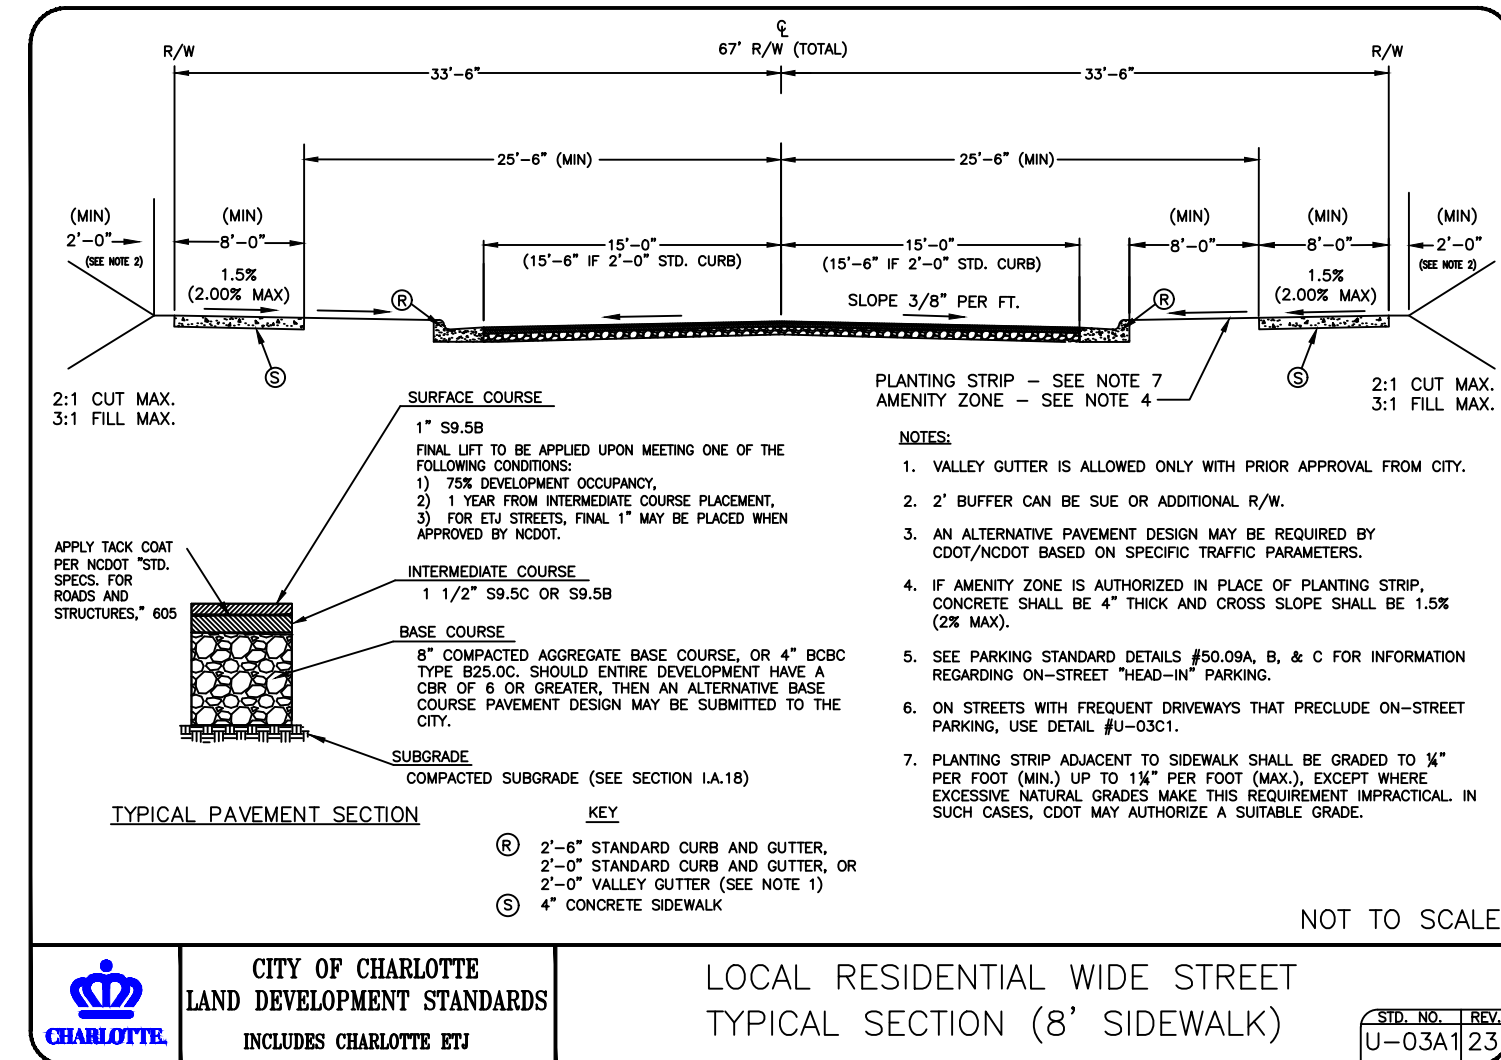 ℄
67' R/W (TOTAL)
R/W
R/W
33'-6"
33'-6"
25'-6" (MIN)
25'-6" (MIN)
(MIN)
2'-0"
(SEE NOTE 2)
(MIN)
8'-0"
1.5%
(2.00% MAX)
15'-0"
(15'-6" IF 2'-0" STD. CURB)
15'-0"
(15'-6" IF 2'-0" STD. CURB)
SLOPE 3/8" PER FT.
(MIN)
8'-0"
(MIN)
8'-0"
1.5%
(2.00% MAX)
(MIN)
2'-0"
(SEE NOTE 2)
R
R
S
S
2:1 CUT MAX.
3:1 FILL MAX.
PLANTING STRIP – SEE NOTE 7
AMENITY ZONE – SEE NOTE 4
2:1 CUT MAX.
3:1 FILL MAX.
SURFACE COURSE
1" S9.5B
FINAL LIFT TO BE APPLIED UPON MEETING ONE OF THE
FOLLOWING CONDITIONS:
1) 75% DEVELOPMENT OCCUPANCY,
2) 1 YEAR FROM INTERMEDIATE COURSE PLACEMENT,
3) FOR ETJ STREETS, FINAL 1" MAY BE PLACED WHEN
APPROVED BY NCDOT.
APPLY TACK COAT
PER NCDOT "STD.
SPECS. FOR
ROADS AND
STRUCTURES," 605
INTERMEDIATE COURSE
1 1/2" S9.5C OR S9.5B
BASE COURSE
8" COMPACTED AGGREGATE BASE COURSE, OR 4" BCBC
TYPE B25.0C. SHOULD ENTIRE DEVELOPMENT HAVE A
CBR OF 6 OR GREATER, THEN AN ALTERNATIVE BASE
COURSE PAVEMENT DESIGN MAY BE SUBMITTED TO THE
CITY.
SUBGRADE
COMPACTED SUBGRADE (SEE SECTION I.A.18)
TYPICAL PAVEMENT SECTION
KEY
R 2'-6" STANDARD CURB AND GUTTER,
2'-0" STANDARD CURB AND GUTTER, OR
2'-0" VALLEY GUTTER (SEE NOTE 1)
S 4" CONCRETE SIDEWALK
NOTES:
1. VALLEY GUTTER IS ALLOWED ONLY WITH PRIOR APPROVAL FROM CITY.
2. 2' BUFFER CAN BE SUE OR ADDITIONAL R/W.
3. AN ALTERNATIVE PAVEMENT DESIGN MAY BE REQUIRED BY
CDOT/NCDOT BASED ON SPECIFIC TRAFFIC PARAMETERS.
4. IF AMENITY ZONE IS AUTHORIZED IN PLACE OF PLANTING STRIP,
CONCRETE SHALL BE 4" THICK AND CROSS SLOPE SHALL BE 1.5%
(2% MAX).
5. SEE PARKING STANDARD DETAILS #50.09A, B, & C FOR INFORMATION
REGARDING ON-STREET "HEAD-IN" PARKING.
6. ON STREETS WITH FREQUENT DRIVEWAYS THAT PRECLUDE ON-STREET
PARKING, USE DETAIL #U-03C1.
7. PLANTING STRIP ADJACENT TO SIDEWALK SHALL BE GRADED TO ¼"
PER FOOT (MIN.) UP TO 1¼" PER FOOT (MAX.), EXCEPT WHERE
EXCESSIVE NATURAL GRADES MAKE THIS REQUIREMENT IMPRACTICAL. IN
SUCH CASES, CDOT MAY AUTHORIZE A SUITABLE GRADE.
NOT TO SCALE
CHARLOTTE.
CITY OF CHARLOTTE
LAND DEVELOPMENT STANDARDS
INCLUDES CHARLOTTE ETJ
LOCAL RESIDENTIAL WIDE STREET
TYPICAL SECTION (8' SIDEWALK)
STD. NO. REV.
U-03A1 23